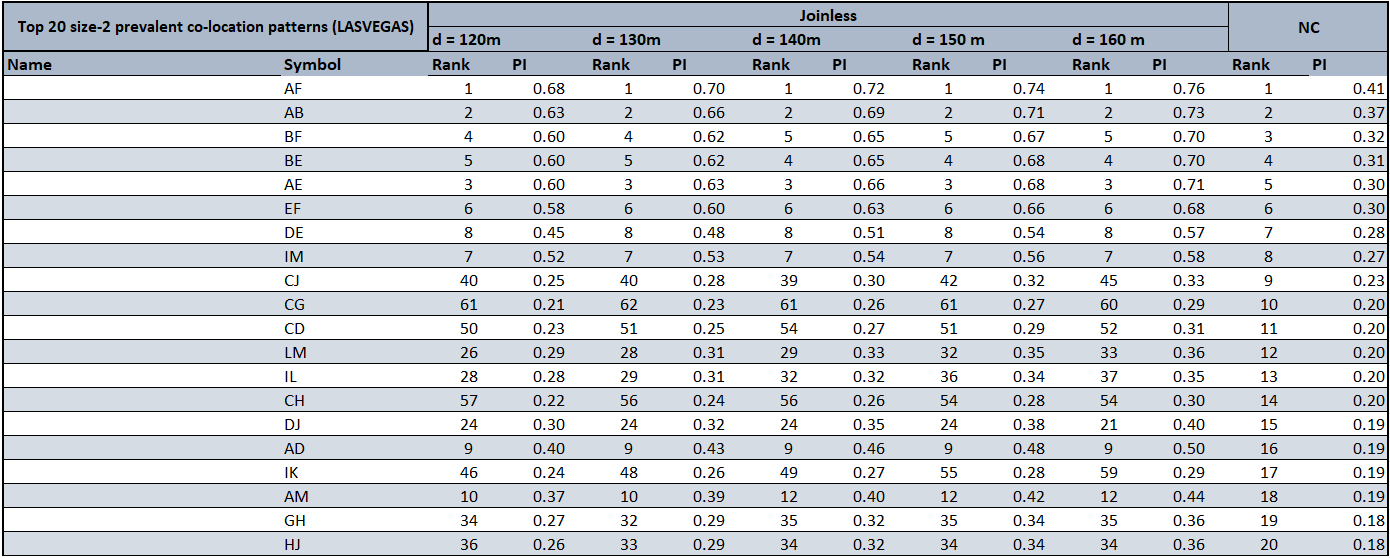 Top 20 size-2 prevalent co-location patterns (LASVEGAS) Joinless NC
d = 120m d = 130m d = 140m d = 150 m d = 160 m
Name Symbol Rank PI Rank PI Rank PI Rank PI Rank PI Rank PI
AF 1 0.68 1 0.70 1 0.72 1 0.74 1 0.76 1 0.41
AB 2 0.63 2 0.66 2 0.69 2 0.71 2 0.73 2 0.37
BF 4 0.60 4 0.62 5 0.65 5 0.67 5 0.70 3 0.32
BE 5 0.60 5 0.62 4 0.65 4 0.68 4 0.70 4 0.31
AE 3 0.60 3 0.63 3 0.66 3 0.68 3 0.71 5 0.30
EF 6 0.58 6 0.60 6 0.63 6 0.66 6 0.68 6 0.30
DE 8 0.45 8 0.48 8 0.51 8 0.54 8 0.57 7 0.28
IM 7 0.52 7 0.53 7 0.54 7 0.56 7 0.58 8 0.27
CJ 40 0.25 40 0.28 39 0.30 42 0.32 45 0.33 9 0.23
CG 61 0.21 62 0.23 61 0.26 61 0.27 60 0.29 10 0.20
CD 50 0.23 51 0.25 54 0.27 51 0.29 52 0.31 11 0.20
LM 26 0.29 28 0.31 29 0.33 32 0.35 33 0.36 12 0.20
IL 28 0.28 29 0.31 32 0.32 36 0.34 37 0.35 13 0.20
CH 57 0.22 56 0.24 56 0.26 54 0.28 54 0.30 14 0.20
DJ 24 0.30 24 0.32 24 0.35 24 0.38 21 0.40 15 0.19
AD 9 0.40 9 0.43 9 0.46 9 0.48 9 0.50 16 0.19
IK 46 0.24 48 0.26 49 0.27 55 0.28 59 0.29 17 0.19
AM 10 0.37 10 0.39 12 0.40 12 0.42 12 0.44 18 0.19
GH 34 0.27 32 0.29 35 0.32 35 0.34 35 0.36 19 0.18
HJ 36 0.26 33 0.29 34 0.32 34 0.34 34 0.36 20 0.18